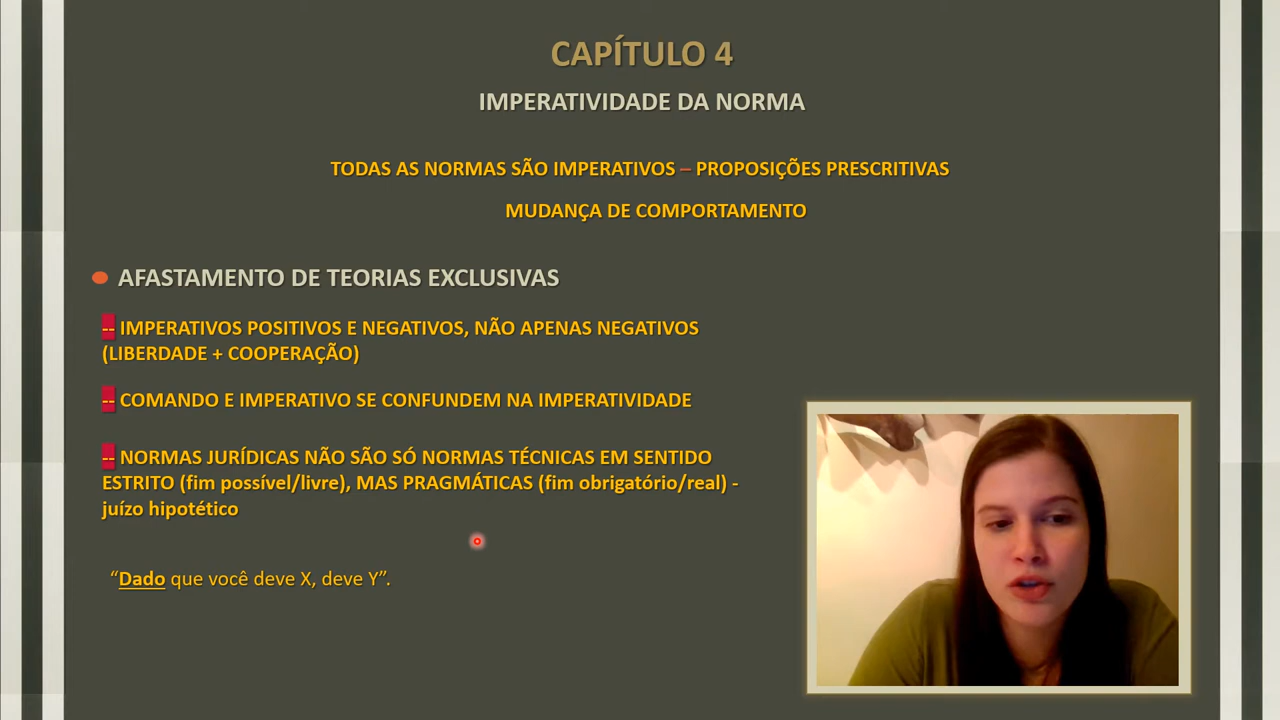 CAPÍTULO 4
IMPERATIVIDADE DA NORMA
TODAS AS NORMAS SÃO IMPERATIVOS – PROPOSIÇÕES PRESCRITIVAS
MUDANÇA DE COMPORTAMENTO
AFASTAMENTO DE TEORIAS EXCLUSIVAS
-- IMPERATIVOS POSITIVOS E NEGATIVOS, NÃO APENAS NEGATIVOS
(LIBERDADE + COOPERAÇÃO)
-- COMANDO E IMPERATIVO SE CONFUNDEM NA IMPERATIVIDADE
-- NORMAS JURÍDICAS NÃO SÃO SÓ NORMAS TÉCNICAS EM SENTIDO
ESTRITO (fim possível/livre), MAS PRAGMÁTICAS (fim obrigatório/real) -
juízo hipotético
“Dado que você deve X, deve Y”.